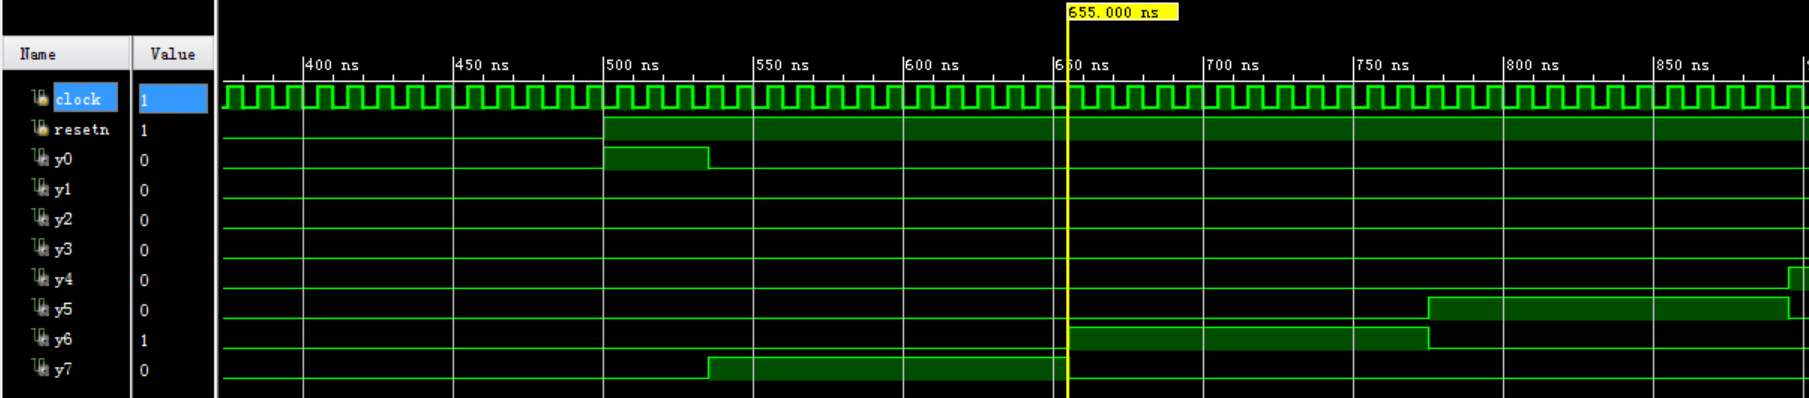 655.000 ns
Name Value
400 ns 450 ns 500 ns 550 ns 600 ns 650 ns 700 ns 750 ns 800 ns 850 ns
clock 1
resetn 1
y0 0
y1 0
y2 0
y3 0
y4 0
y5 0
y6 1
y7 0